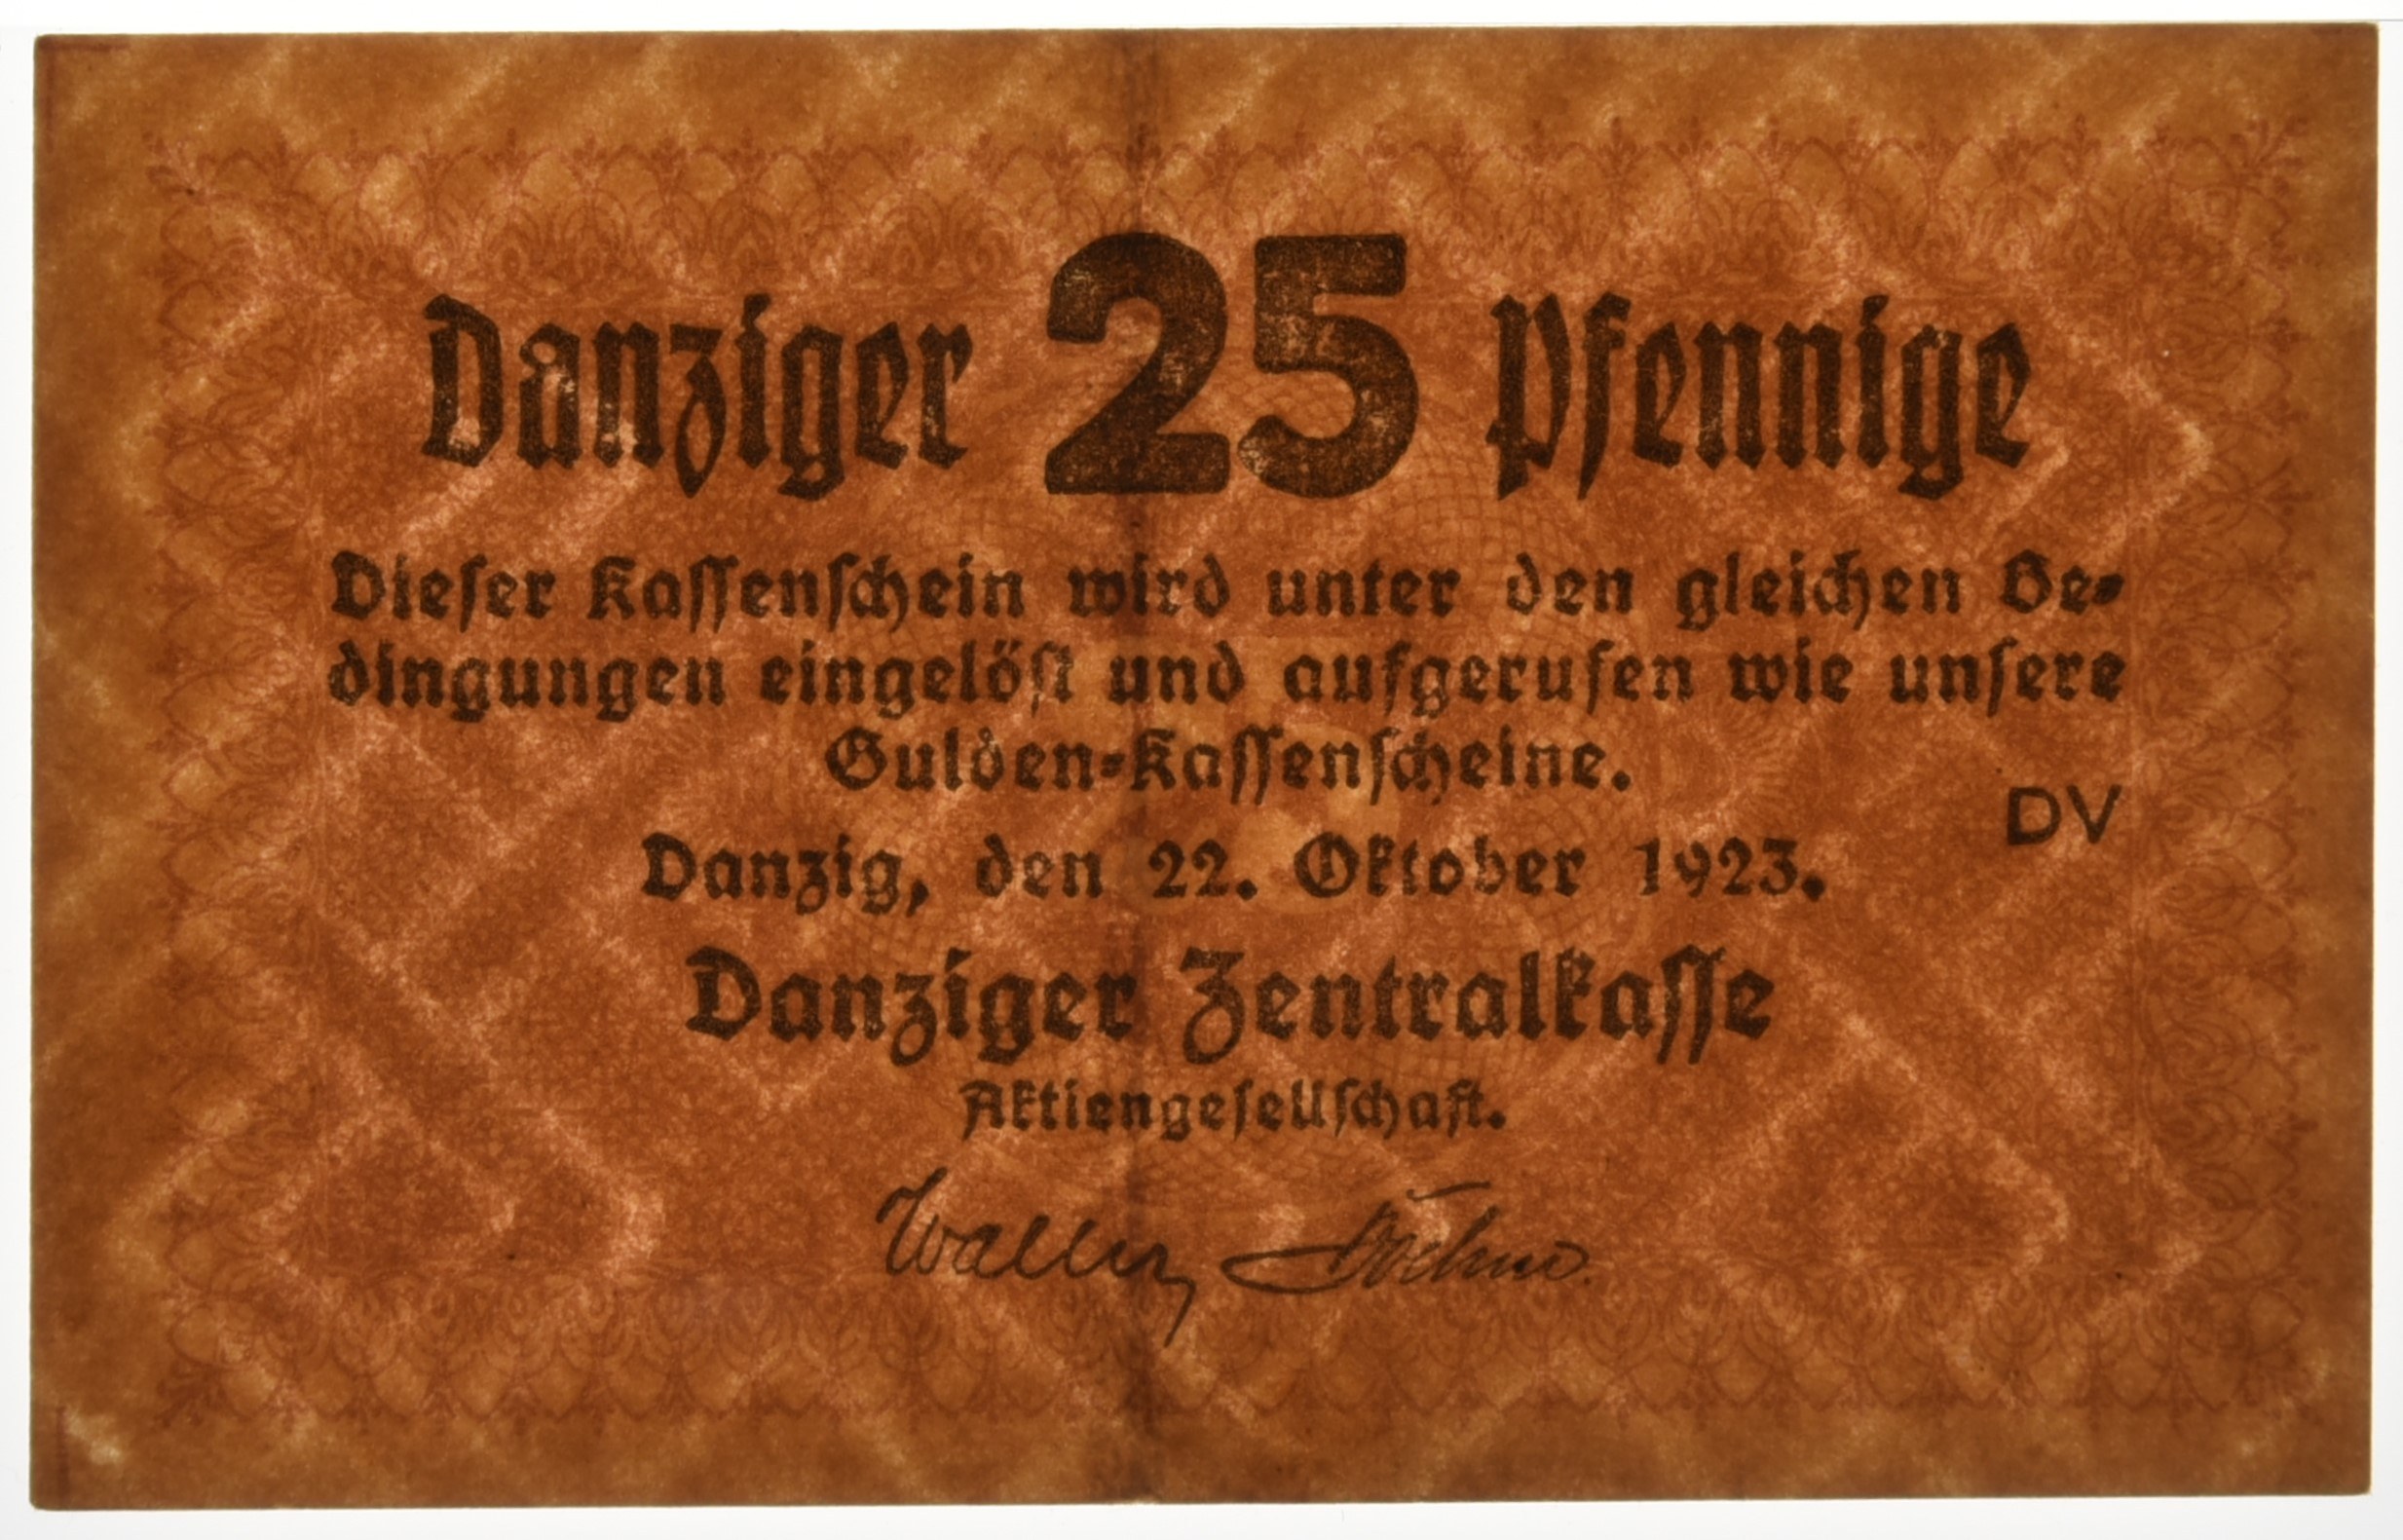 Danziger 25 Pfennige
Dieser Kassenschein wird unter den gleichen Be-
dingungen eingelöst und aufgerufen wie unsere
Gulden-Kassenscheine.
DV
Danzig, den 22. Oktober 1923.
Danziger Zentralkasse
Aktiengesellschaft.